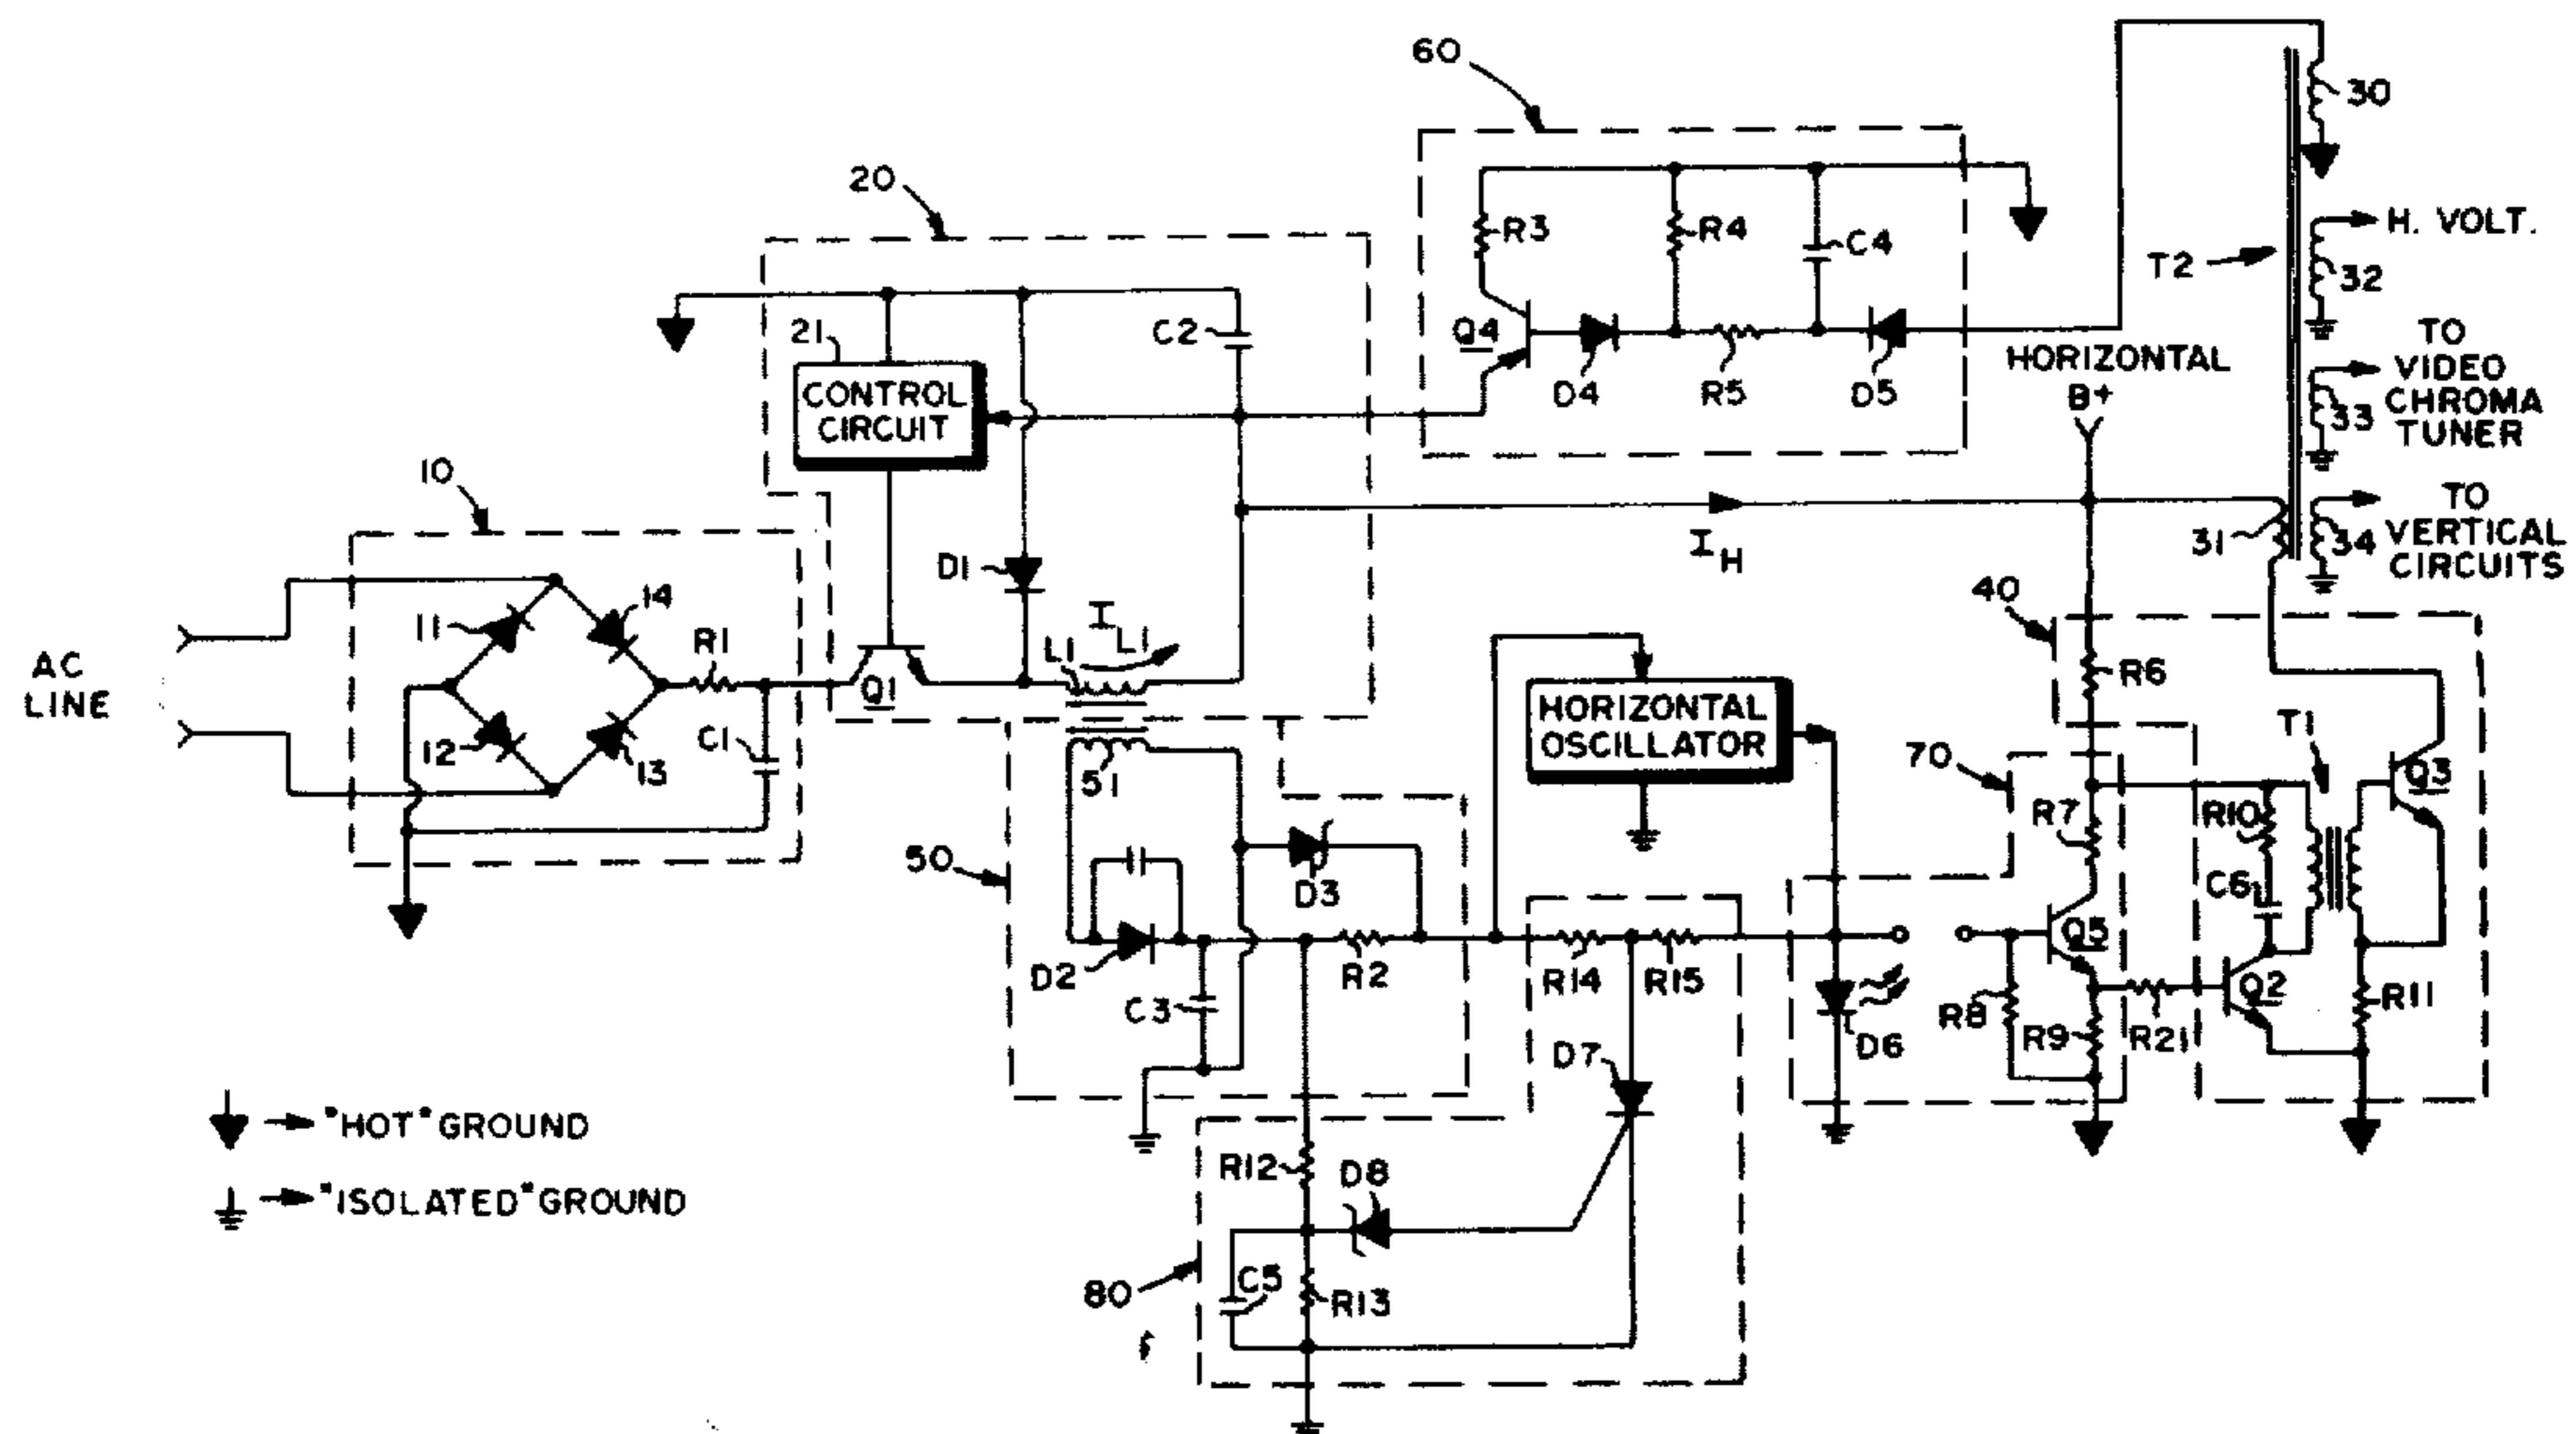 60
30
20
H. VOLT.
R3
R4
C4
T2
32
21
C2
Q4
TO
HORIZONTAL
VIDEO
CONTROL
CIRCUIT
D4
R5
D5
B+
33
CHROMA
TUNER
10
I H
31
34
TO
VERTICAL
CIRCUITS
D1
I L1
L1
40
11
14
R1
AC
LINE
Q1
R6
HORIZONTAL
OSCILLATOR
T1
12
13
C1
51
70
Q3
R7
R10
50
D3
C6
Q5
D2
R2
R14
R15
C3
R8
Q2
R11
D7
D6
R9
R21
"HOT" GROUND
R12
D8
"ISOLATED" GROUND
80
C5
R13